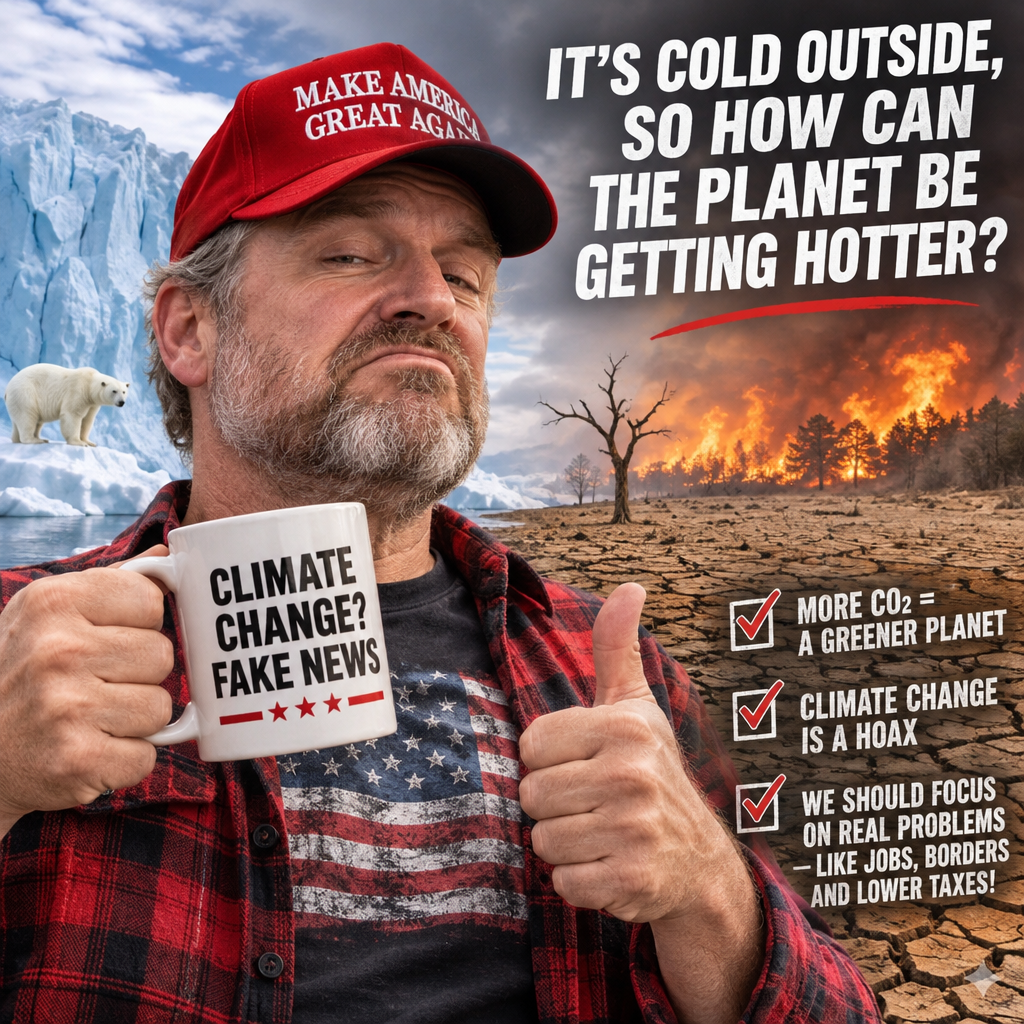 MAKE AMERICA
GREAT AGA
IT'S COLD OUTSIDE,
SO HOW CAN
THE PLANET BE
GETTING HOTTER?
CLIMATE
CHANGE?
FAKE NEWS
MORE CO₂ =
A GREENER PLANET
CLIMATE CHANGE
IS A HOAX
WE SHOULD FOCUS
ON REAL PROBLEMS
– LIKE JOBS, BORDERS
AND LOWER TAXES!